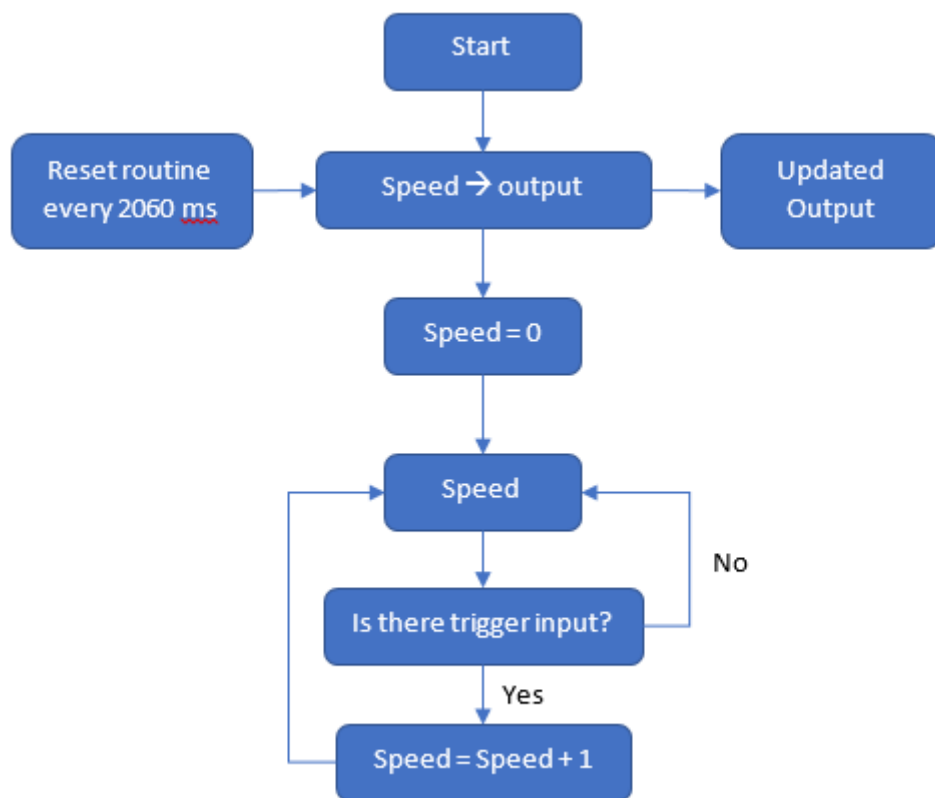 Start
Reset routine
every 2060 ms
Speed → output
Updated
Output
Speed = 0
Speed
No
Is there trigger input?
Yes
Speed = Speed + 1